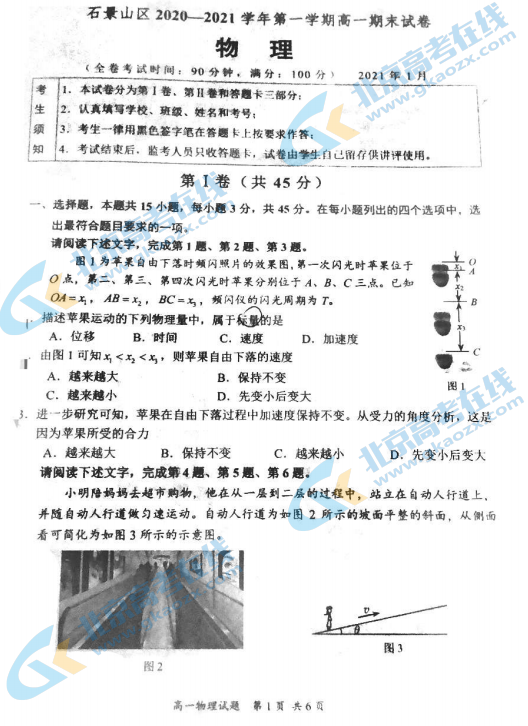 石景山区 2020—2021 学年第一学期高一期末试卷
物 理
(全卷考试时间：90 分钟，满分：100 分) 2021 年 1 月
考生须知
1．本试卷分为第Ⅰ卷、第Ⅱ卷和答题卡三部分；
2．认真填写学校、班级、姓名和考号；
3．考生一律用黑色签字笔在答题卡上按要求作答；
4．考试结束后，监考人员只收答题卡，试卷由学生自己留存供讲评使用。
第Ⅰ卷（共 45 分）
一、选择题，本题共 15 小题，每小题 3 分，共 45 分。在每小题列出的四个选项中，选
出最符合题目要求的一项。
请阅读下述文字，完成第 1 题、第 2 题、第 3 题。
图 1 为苹果自由下落时频闪照片的效果图，第一次闪光时苹果位于
O 点，第二、第三、第四次闪光时苹果分别位于 A、B、C 三点。已知
OA = x₁， AB = x₂， BC = x₃，频闪仪的闪光周期为 T。
描述苹果运动的下列物理量中，属于标量的是
A．位移 B．时间 C．速度 D．加速度
由图 1 可知 x₁ < x₂ < x₃，则苹果自由下落的速度
A．越来越大 B．保持不变
C．越来越小 D．先变小后变大
O
x₁
A
x₂
B
x₃
C
图 1
3．进一步研究可知，苹果在自由下落过程中加速度保持不变。从受力的角度分析，这是
因为苹果所受的合力
A．越来越大 B．保持不变 C．越来越小 D．先变小后变大
请阅读下述文字，完成第 4 题、第 5 题、第 6 题。
小明陪妈妈去超市购物，他在从一层到二层的过程中，站立在自动人行道上，
并随自动人行道做匀速运动。自动人行道为如图 2 所示的坡面平整的斜面，从侧面
看可简化为如图 3 所示的示意图。
图 2
v
θ
图 3
高一物理试题 第 1 页 共 6 页
北京高考在线
www.gkaozx.com